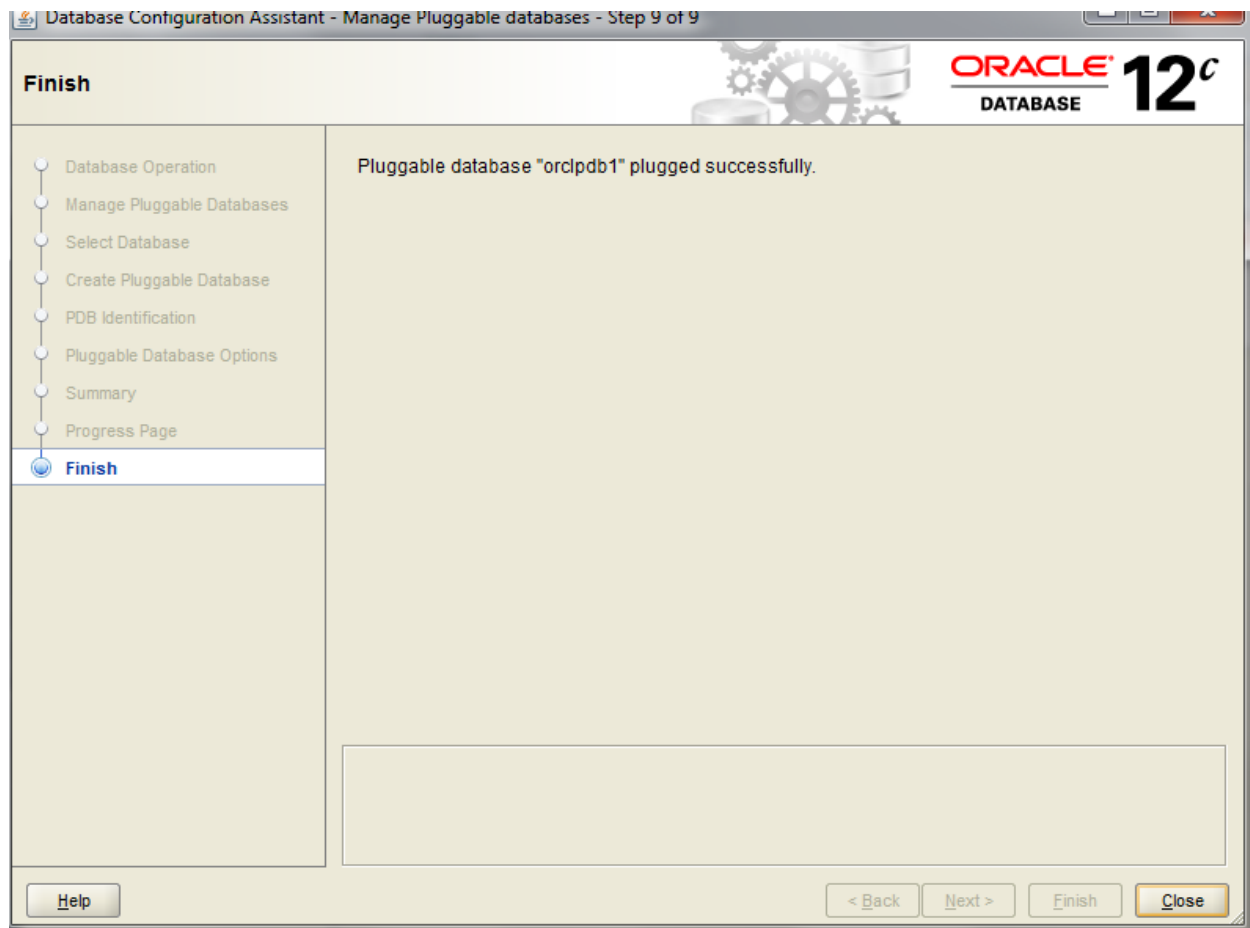 Database Configuration Assistant - Manage Pluggable databases - Step 9 of 9
Finish
ORACLE
DATABASE
12c
Database Operation
Manage Pluggable Databases
Select Database
Create Pluggable Database
PDB Identification
Pluggable Database Options
Summary
Progress Page
Finish
Pluggable database "orclpdb1" plugged successfully.
Help
< Back
Next >
Finish
Close